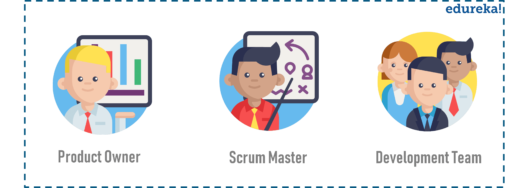 edureka!
Product Owner
Scrum Master
Development Team